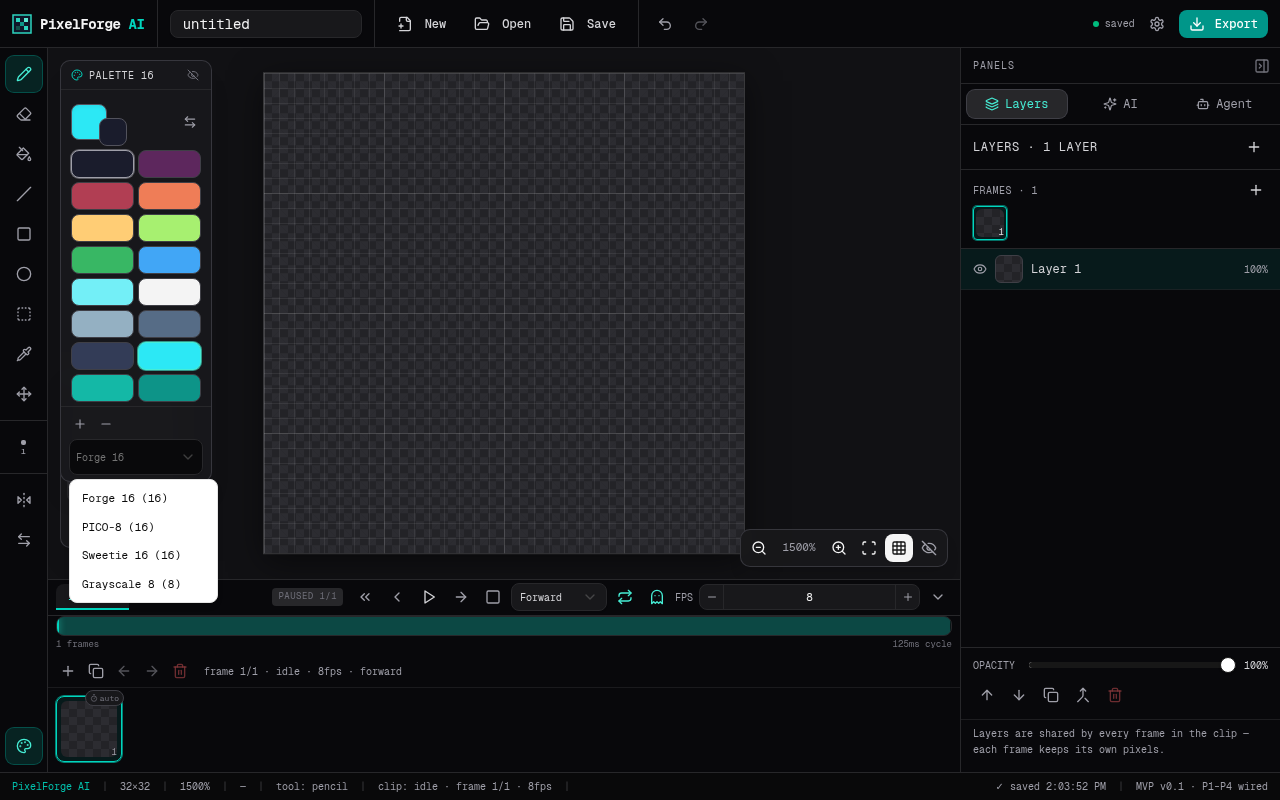 PixelForge AI
untitled
New
Open
Save
saved
Export
PALETTE 16
PANELS
Layers
AI
Agent
LAYERS · 1 LAYER
FRAMES · 1
1
Layer 1
100%
1
Forge 16
Forge 16 (16)
PICO-8 (16)
Sweetie 16 (16)
Grayscale 8 (8)
1500%
PAUSED 1/1
Forward
FPS
8
1 frames
125ms cycle
frame 1/1 · idle · 8fps · forward
auto
1
OPACITY
100%
Layers are shared by every frame in the clip —
each frame keeps its own pixels.
PixelForge AI | 32×32 | 1500% | — | tool: pencil | clip: idle · frame 1/1 · 8fps |
✓ saved 2:03:52 PM | MVP v0.1 · P1-P4 wired